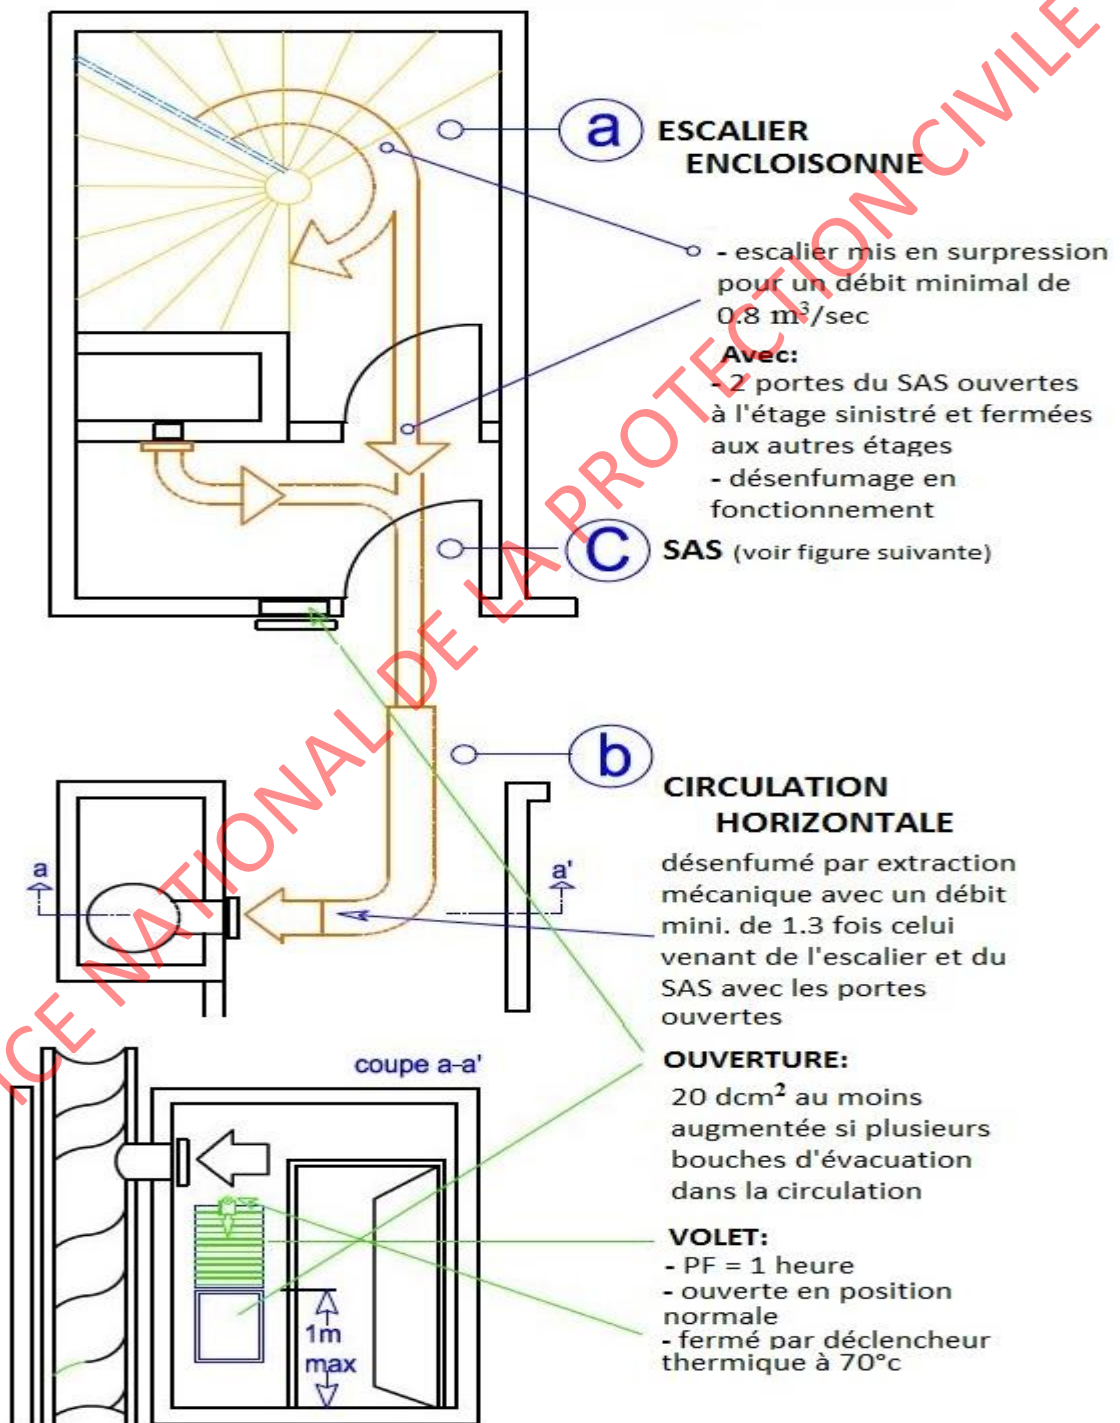 a
ESCALIER
ENCLOISONNE
- escalier mis en surpression
pour un débit minimal de
0.8 m³/sec
Avec:
- 2 portes du SAS ouvertes
à l'étage sinistré et fermées
aux autres étages
- désenfumage en
fonctionnement
C
SAS (voir figure suivante)
b
CIRCULATION
HORIZONTALE
désenfumé par extraction
mécanique avec un débit
mini. de 1.3 fois celui
venant de l'escalier et du
SAS avec les portes
ouvertes
a
a'
coupe a-a'
OUVERTURE:
20 dcm² au moins
augmentée si plusieurs
bouches d'évacuation
dans la circulation
VOLET:
- PF = 1 heure
- ouverte en position
normale
- fermé par déclencheur
thermique à 70°c
1m
max
ICE NATIONAL DE LA PROTECTION CIVILE